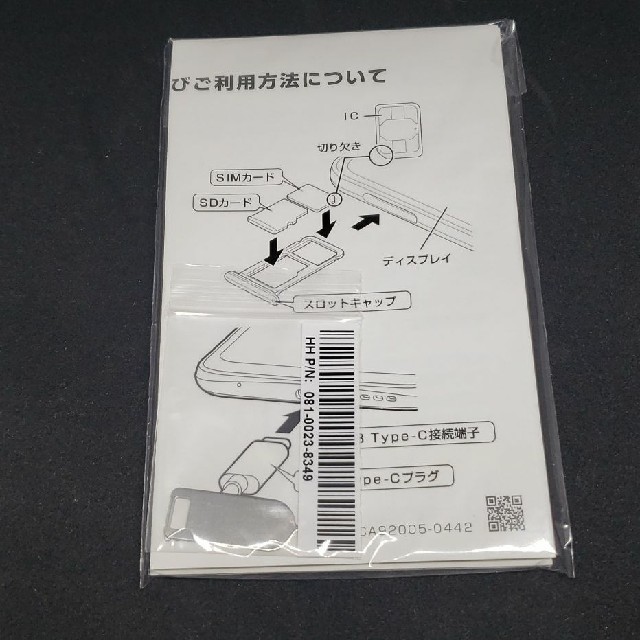 びご利用方法について
IC
切り欠き
SIMカード
SDカード
ディスプレイ
スロットキャップ
HH P/N: 081-0023-8349
Type-C接続端子
ype-Cプラグ
CA92005-0442